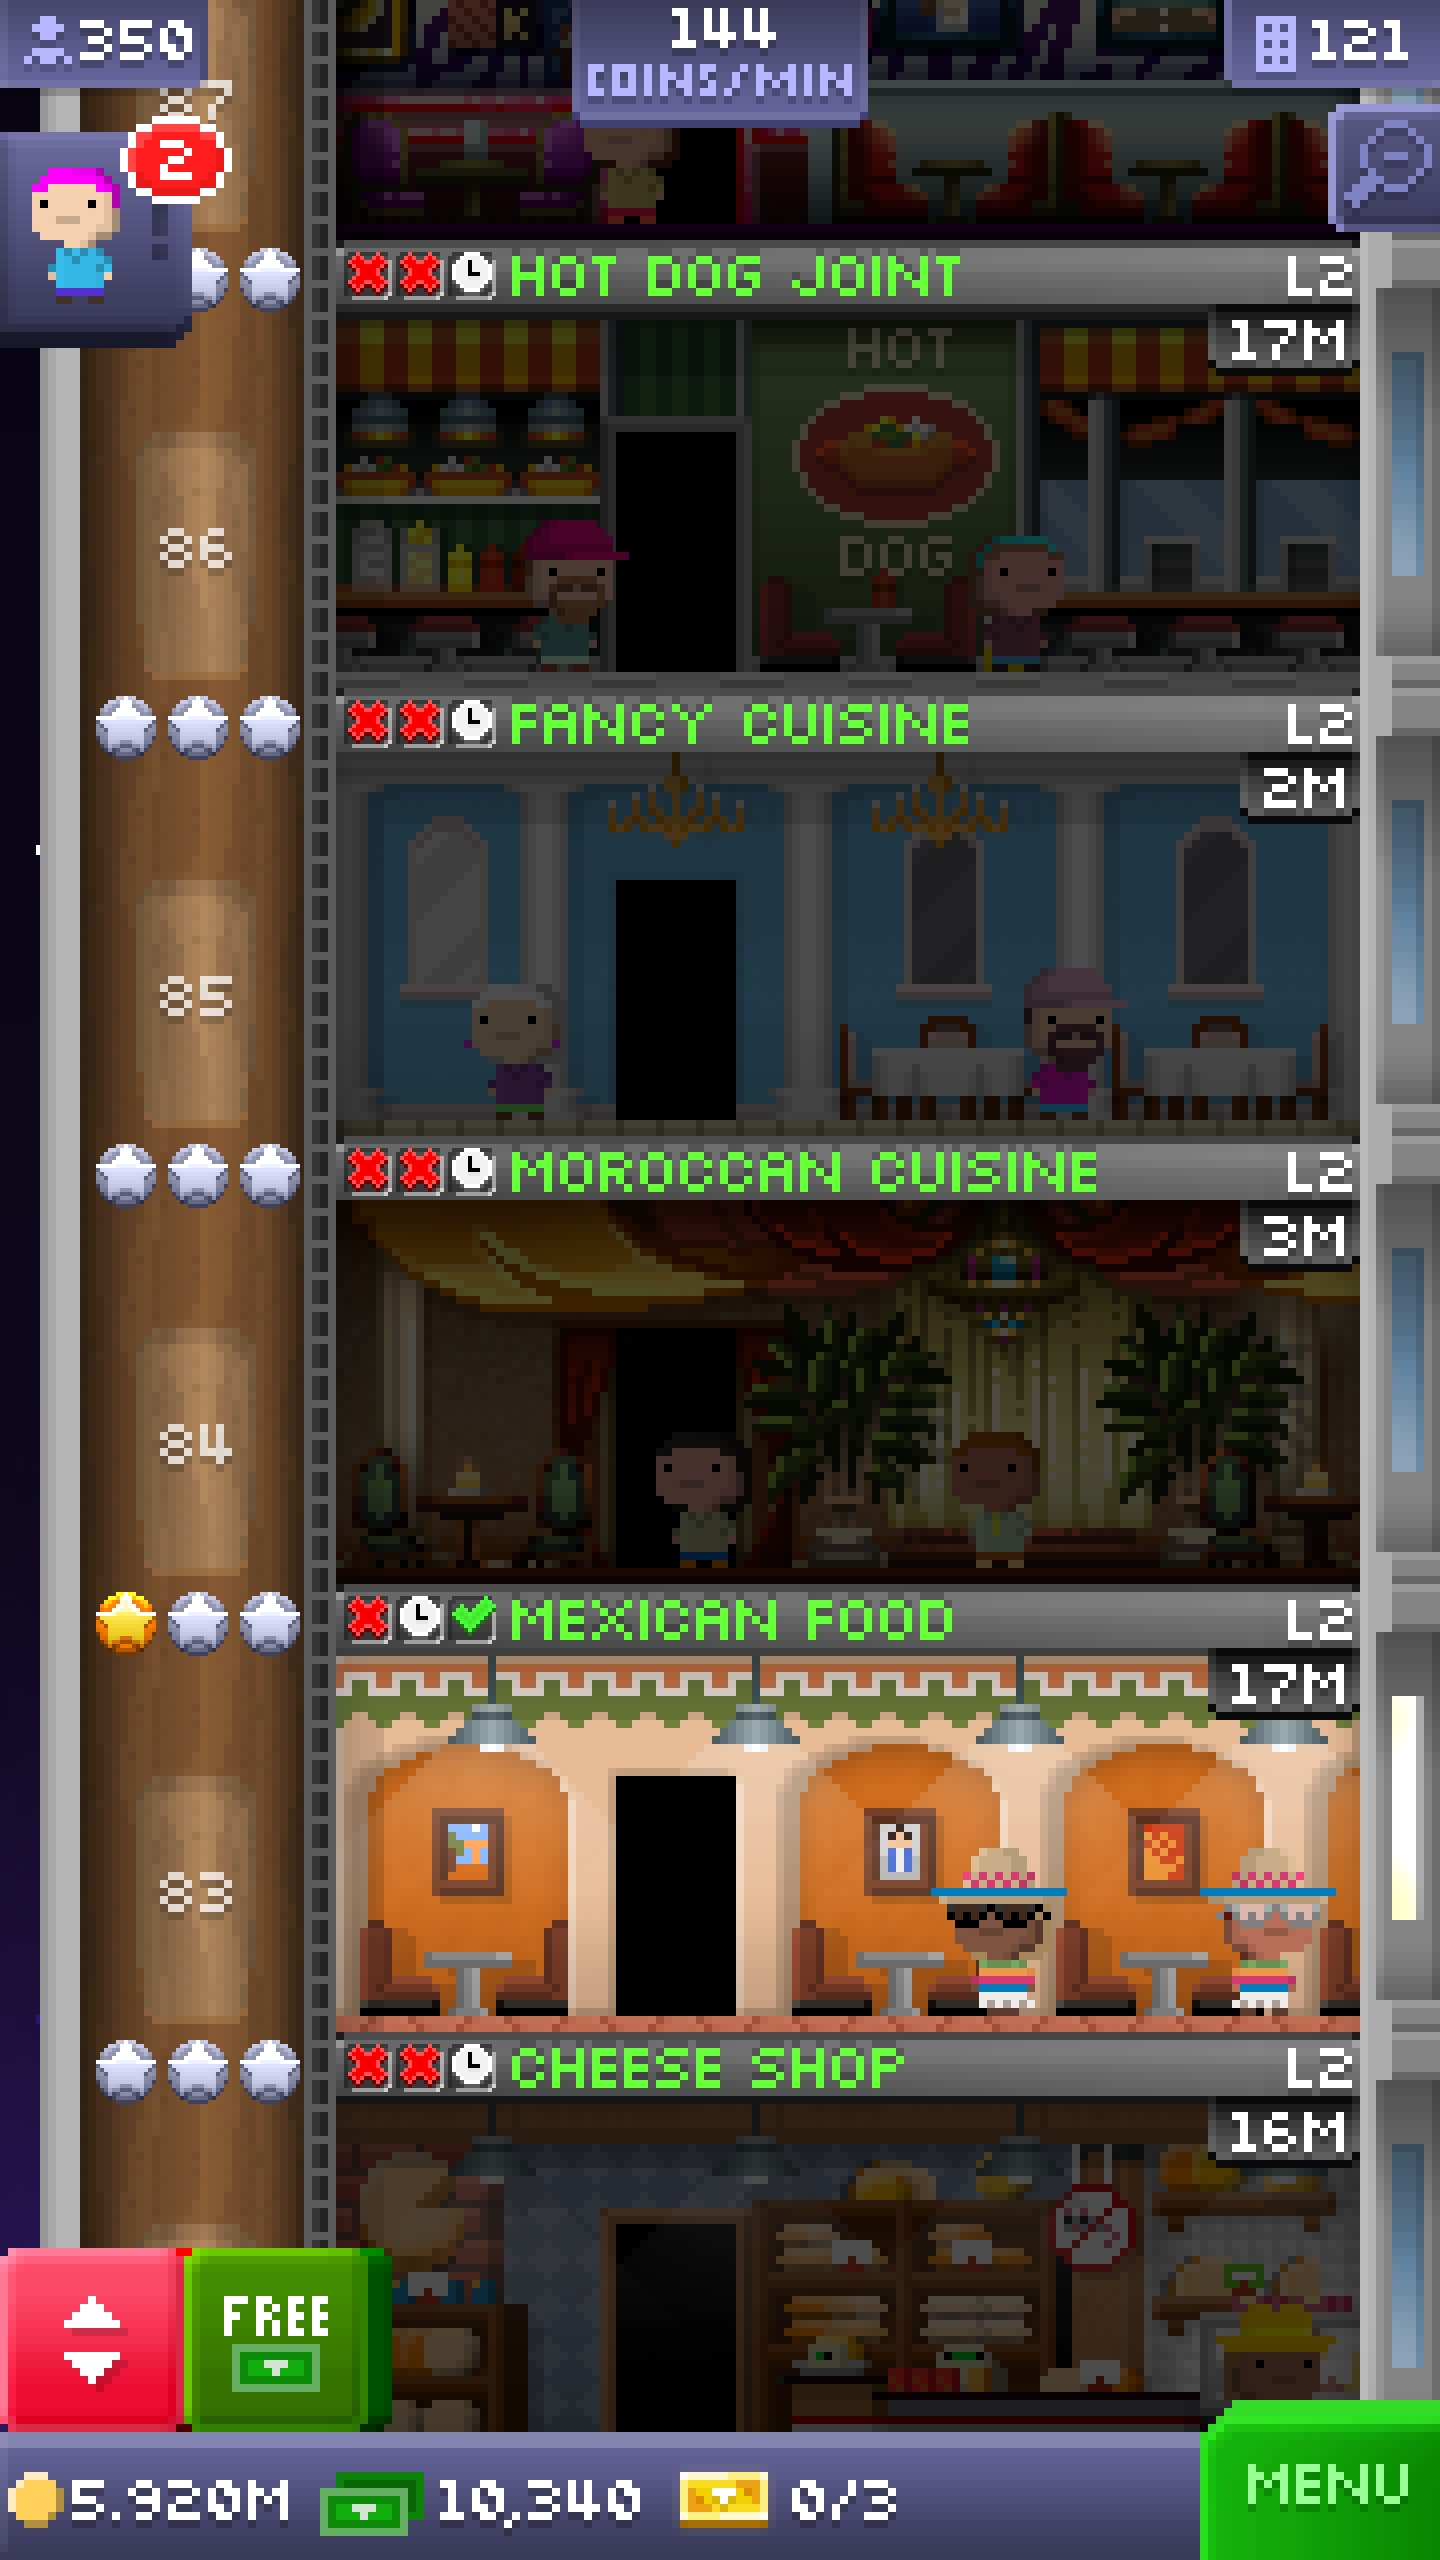 350
144
COINS/MIN
121
87
2
HOT DOG JOINT L2
17M
HOT
DOG
86
FANCY CUISINE L2
2M
85
MOROCCAN CUISINE L2
3M
84
MEXICAN FOOD L2
17M
83
CHEESE SHOP L2
16M
FREE
5.920M 10,340 0/3
MENU